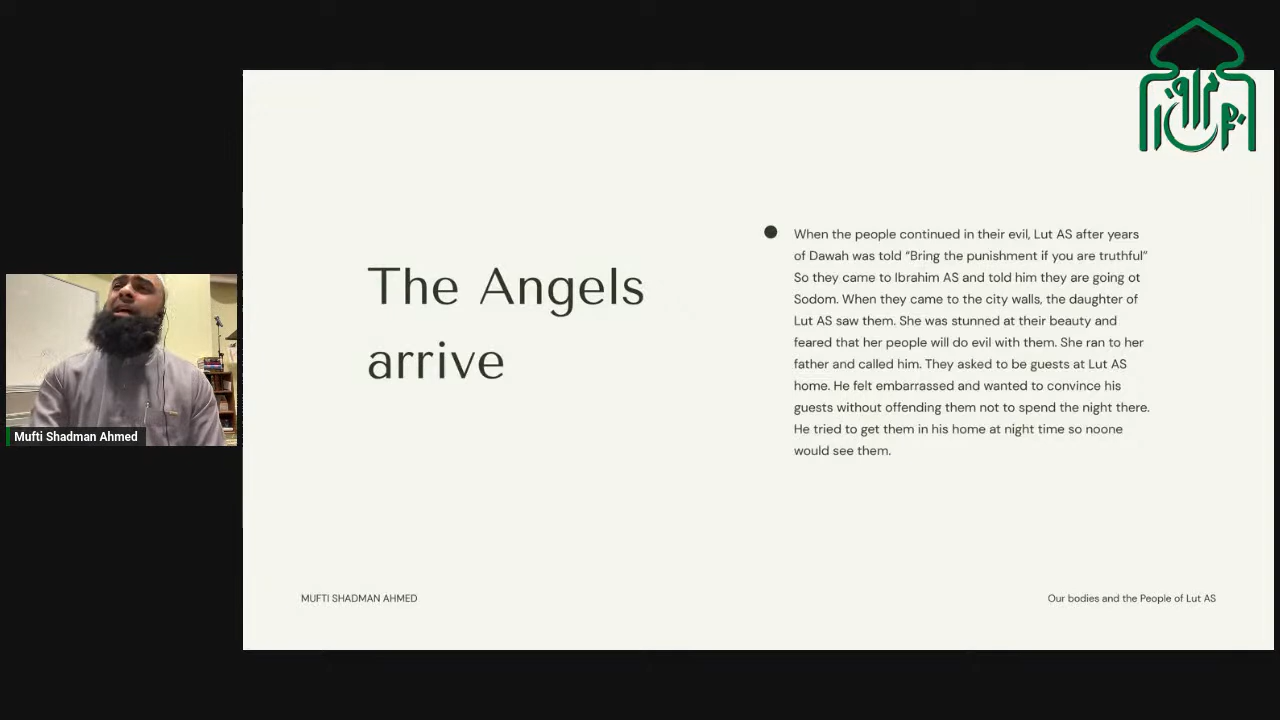 The Angels
arrive
When the people continued in their evil, Lut AS after years
of Dawah was told “Bring the punishment if you are truthful”
So they came to Ibrahim AS and told him they are going ot
Sodom. When they came to the city walls, the daughter of
Lut AS saw them. She was stunned at their beauty and
feared that her people will do evil with them. She ran to her
father and called him. They asked to be guests at Lut AS
home. He felt embarrassed and wanted to convince his
guests without offending them not to spend the night there.
He tried to get them in his home at night time so noone
would see them.
Mufti Shadman Ahmed
MUFTI SHADMAN AHMED
Our bodies and the People of Lut AS